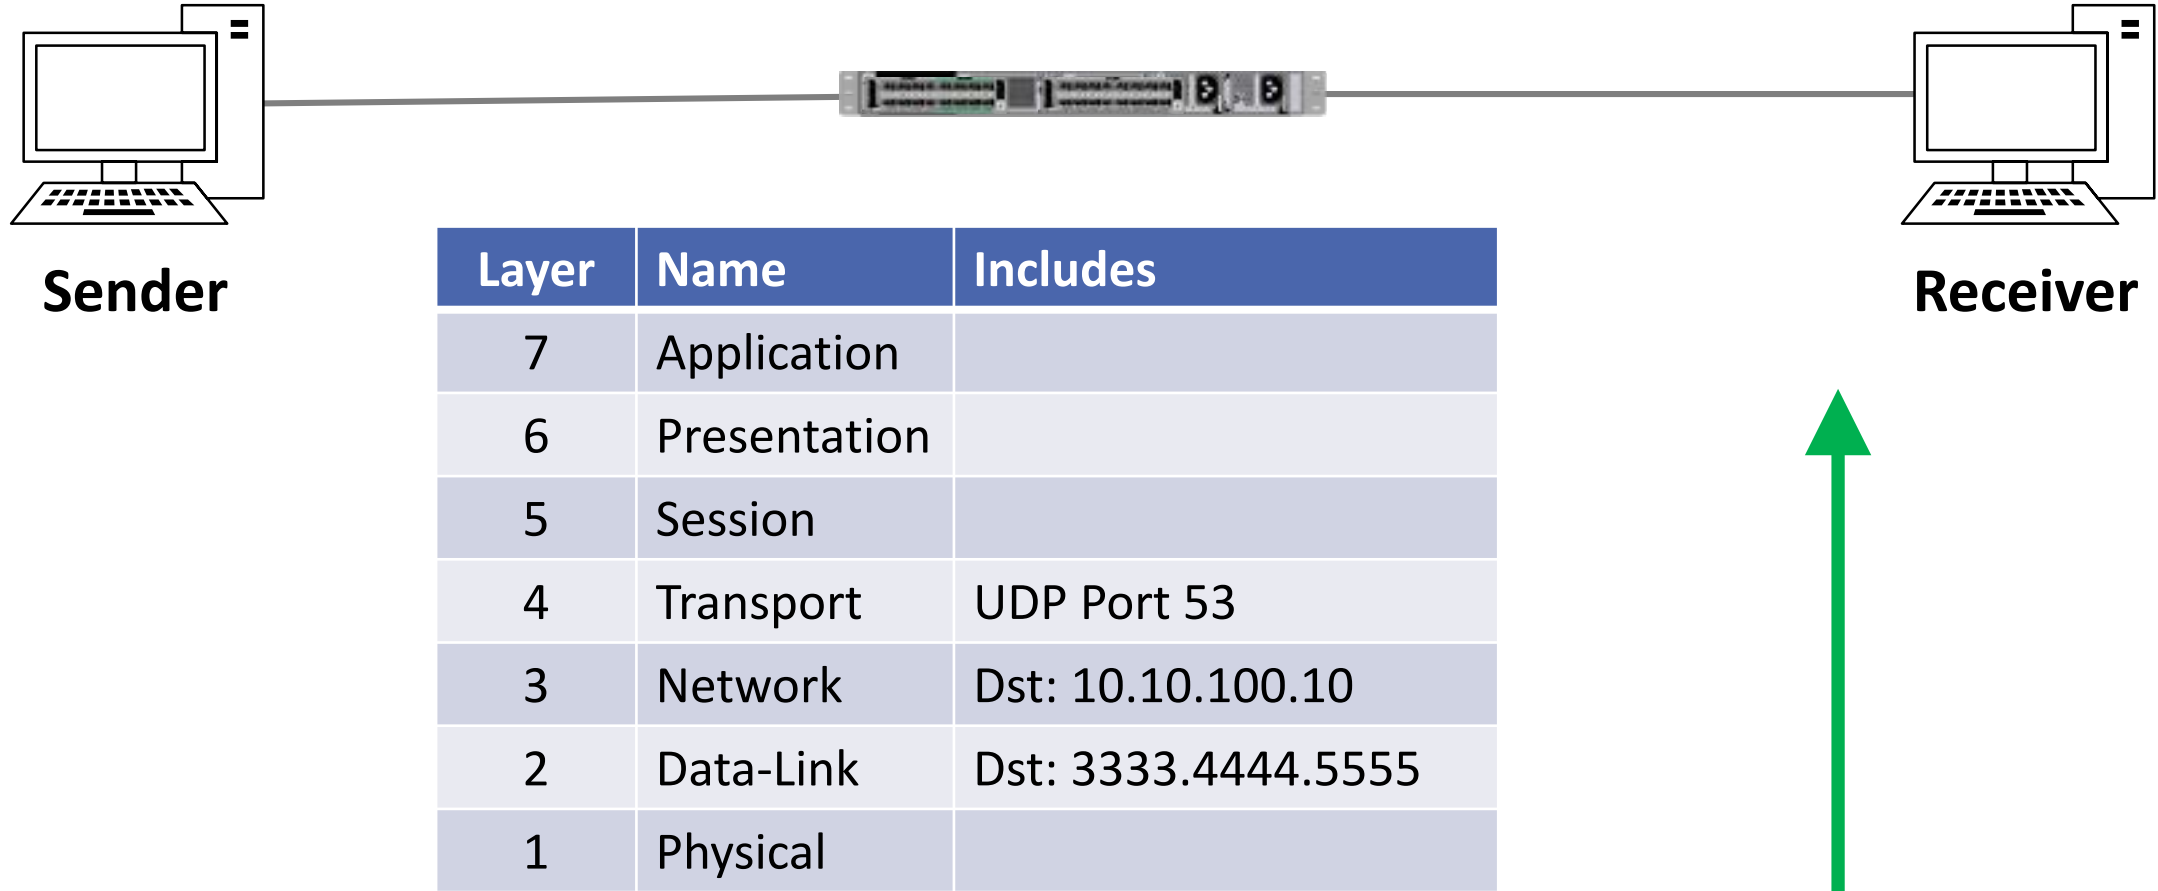 Sender
Receiver
Layer Name Includes
7 Application
6 Presentation
5 Session
4 Transport UDP Port 53
3 Network Dst: 10.10.100.10
2 Data-Link Dst: 3333.4444.5555
1 Physical